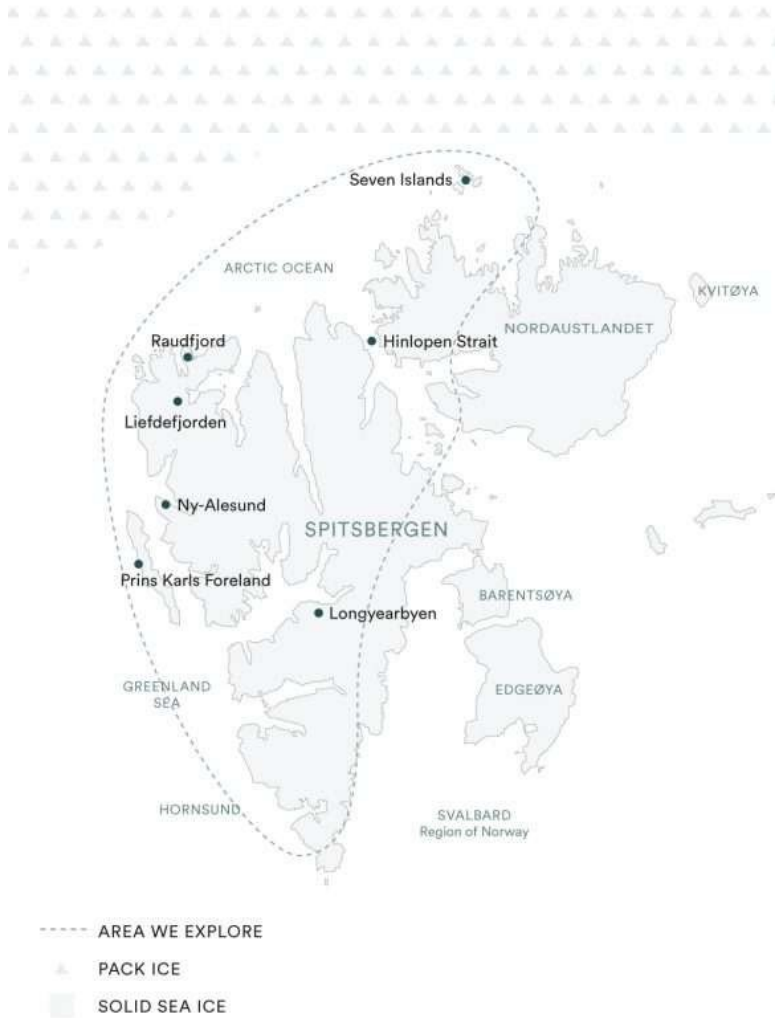 Seven Islands
ARCTIC OCEAN
KVITØYA
NORDAUSTLANDET
Raudfjord
Hinlopen Strait
Liefdefjorden
Ny-Alesund
SPITSBERGEN
Prins Karls Foreland
BARENTSØYA
Longyearbyen
GREENLAND
SEA
EDGEØYA
HORNSUND
SVALBARD
Region of Norway
AREA WE EXPLORE
PACK ICE
SOLID SEA ICE